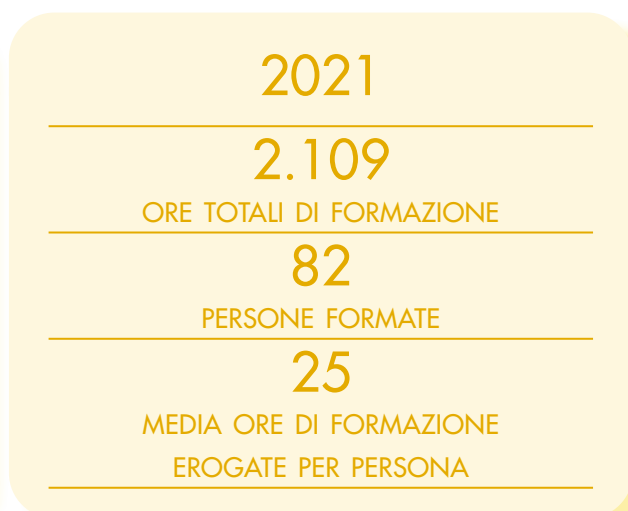 2021
2.109
ORE TOTALI DI FORMAZIONE
82
PERSONE FORMATE
25
MEDIA ORE DI FORMAZIONE
EROGATE PER PERSONA